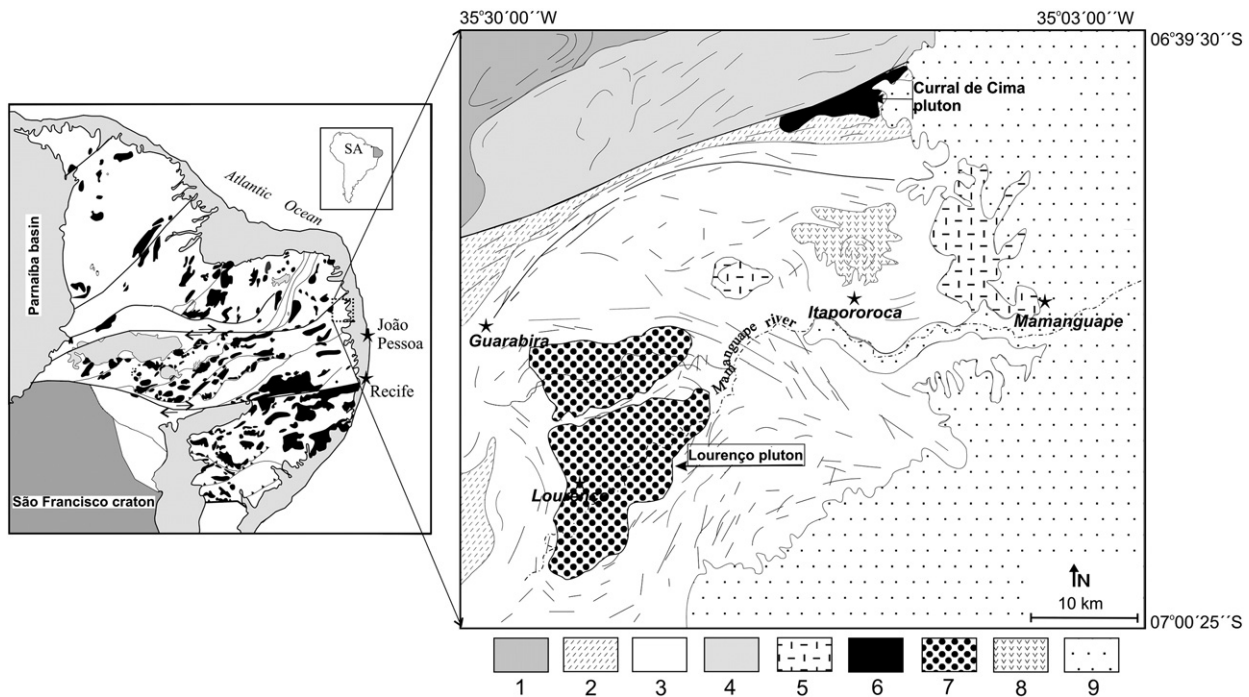 35°30´00´´W
35°03´00´´W
06°39´30´´S
Curral de Cima
pluton
SA
Atlantic Ocean
Parnaiba basin
João
Pessoa
Recife
São Francisco craton
Guarabira
Itapororoca
Mamanguape
Mamanguape river
Lourenço pluton
Lourenço
N
10 km
07°00´25´´S
1 2 3 4 5 6 7 8 9